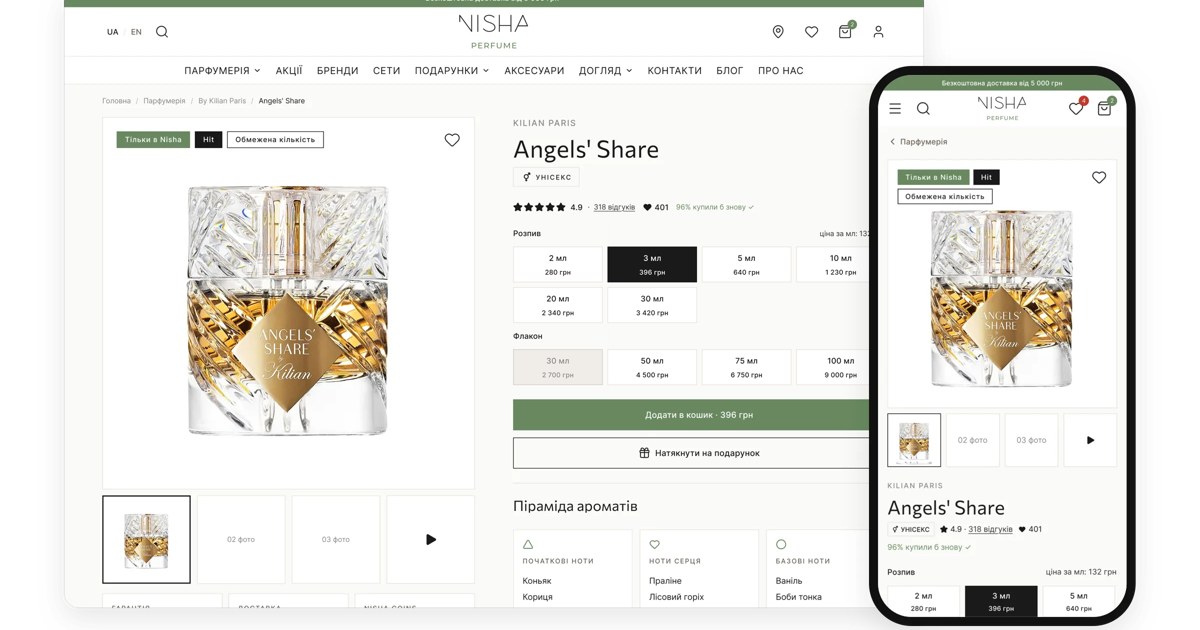 UA / EN
NISHA
PERFUME
2
ПАРФУМЕРІЯ АКЦІЇ БРЕНДИ СЕТИ ПОДАРУНКИ АКСЕСУАРИ ДОГЛЯД КОНТАКТИ БЛОГ ПРО НАС
Головна / Парфумерія / By Kilian Paris / Angels' Share
Тільки в Nisha
Hit
Обмежена кількість
ANGELS'
SHARE
by
Kilian
02 фото
03 фото
KILIAN PARIS
Angels' Share
УНІСЕКС
4.9 · 318 відгуків 401 96% купили б знову ✓
Розпив
ціна за мл: 132
2 мл
280 грн
3 мл
396 грн
5 мл
640 грн
10 мл
1 230 грн
20 мл
2 340 грн
30 мл
3 420 грн
Флакон
30 мл
2 700 грн
50 мл
4 500 грн
75 мл
6 750 грн
100 мл
9 000 грн
Додати в кошик · 396 грн
Натякнути на подарунок
Піраміда ароматів
ПОЧАТКОВІ НОТИ
Коньяк
Кориця
НОТИ СЕРЦЯ
Праліне
Лісовий горіх
БАЗОВІ НОТИ
Ваніль
Боби тонка
Безкоштовна доставка від 5 000 грн
NISHA
PERFUME
4
2
Парфумерія
Тільки в Nisha
Hit
Обмежена кількість
ANGELS'
SHARE
by
Kilian
02 фото
03 фото
KILIAN PARIS
Angels' Share
УНІСЕКС 4.9 · 318 відгуків 401
96% купили б знову ✓
Розпив
ціна за мл: 132 грн
2 мл
280 грн
3 мл
396 грн
5 мл
640 грн